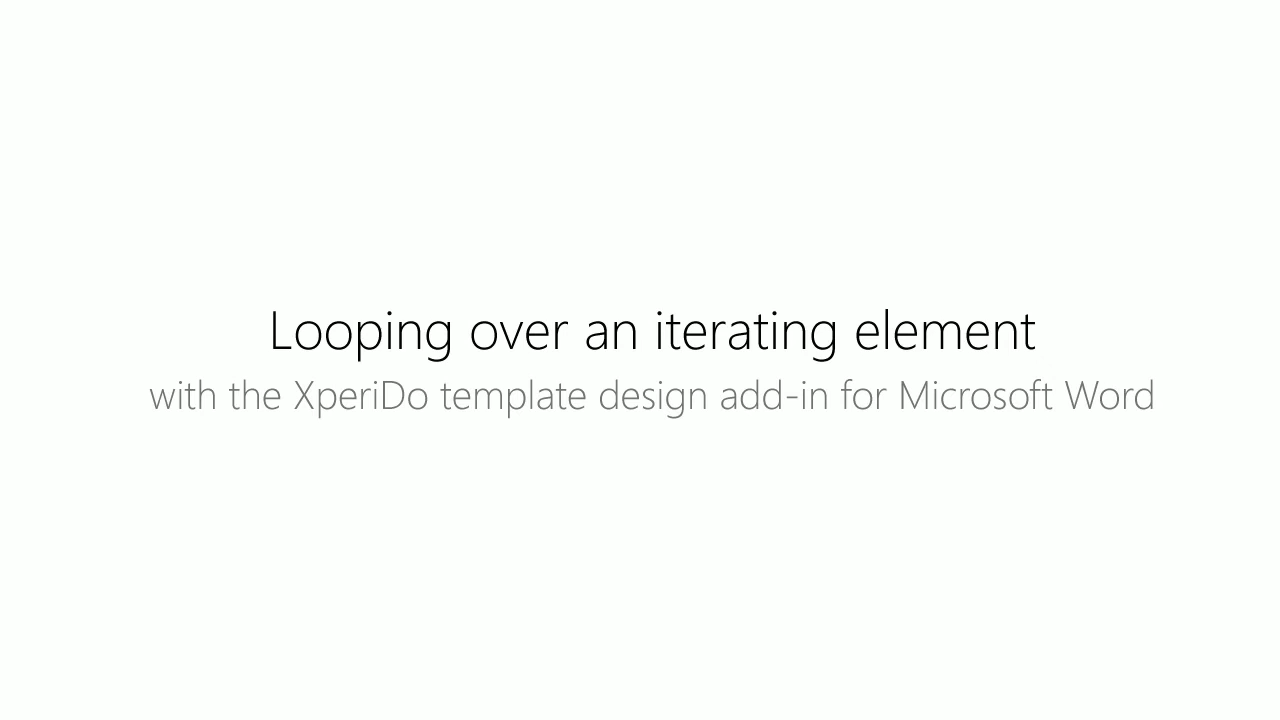 Looping over an iterating element
with the XperiDo template design add-in for Microsoft Word